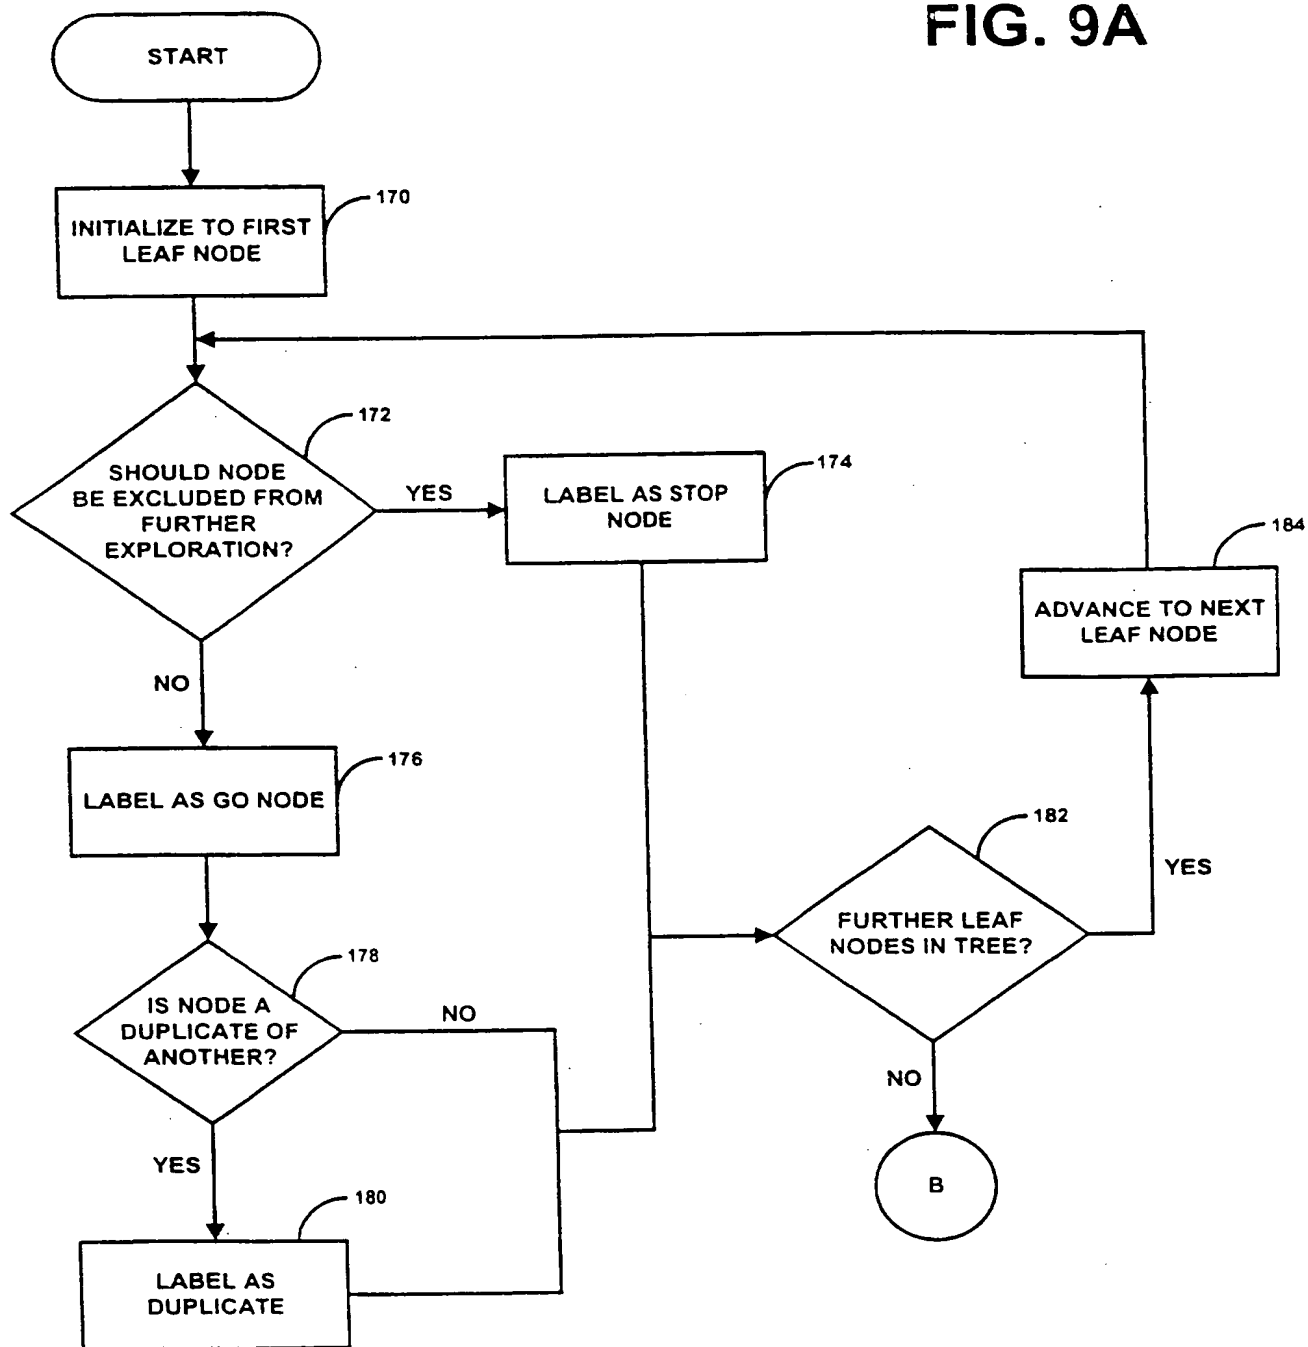 FIG. 9A
START
170
INITIALIZE TO FIRST
LEAF NODE
172
SHOULD NODE
BE EXCLUDED FROM
FURTHER
EXPLORATION?
YES
174
LABEL AS STOP
NODE
184
ADVANCE TO NEXT
LEAF NODE
NO
176
LABEL AS GO NODE
182
FURTHER LEAF
NODES IN TREE?
YES
178
IS NODE A
DUPLICATE OF
ANOTHER?
NO
NO
B
YES
180
LABEL AS
DUPLICATE